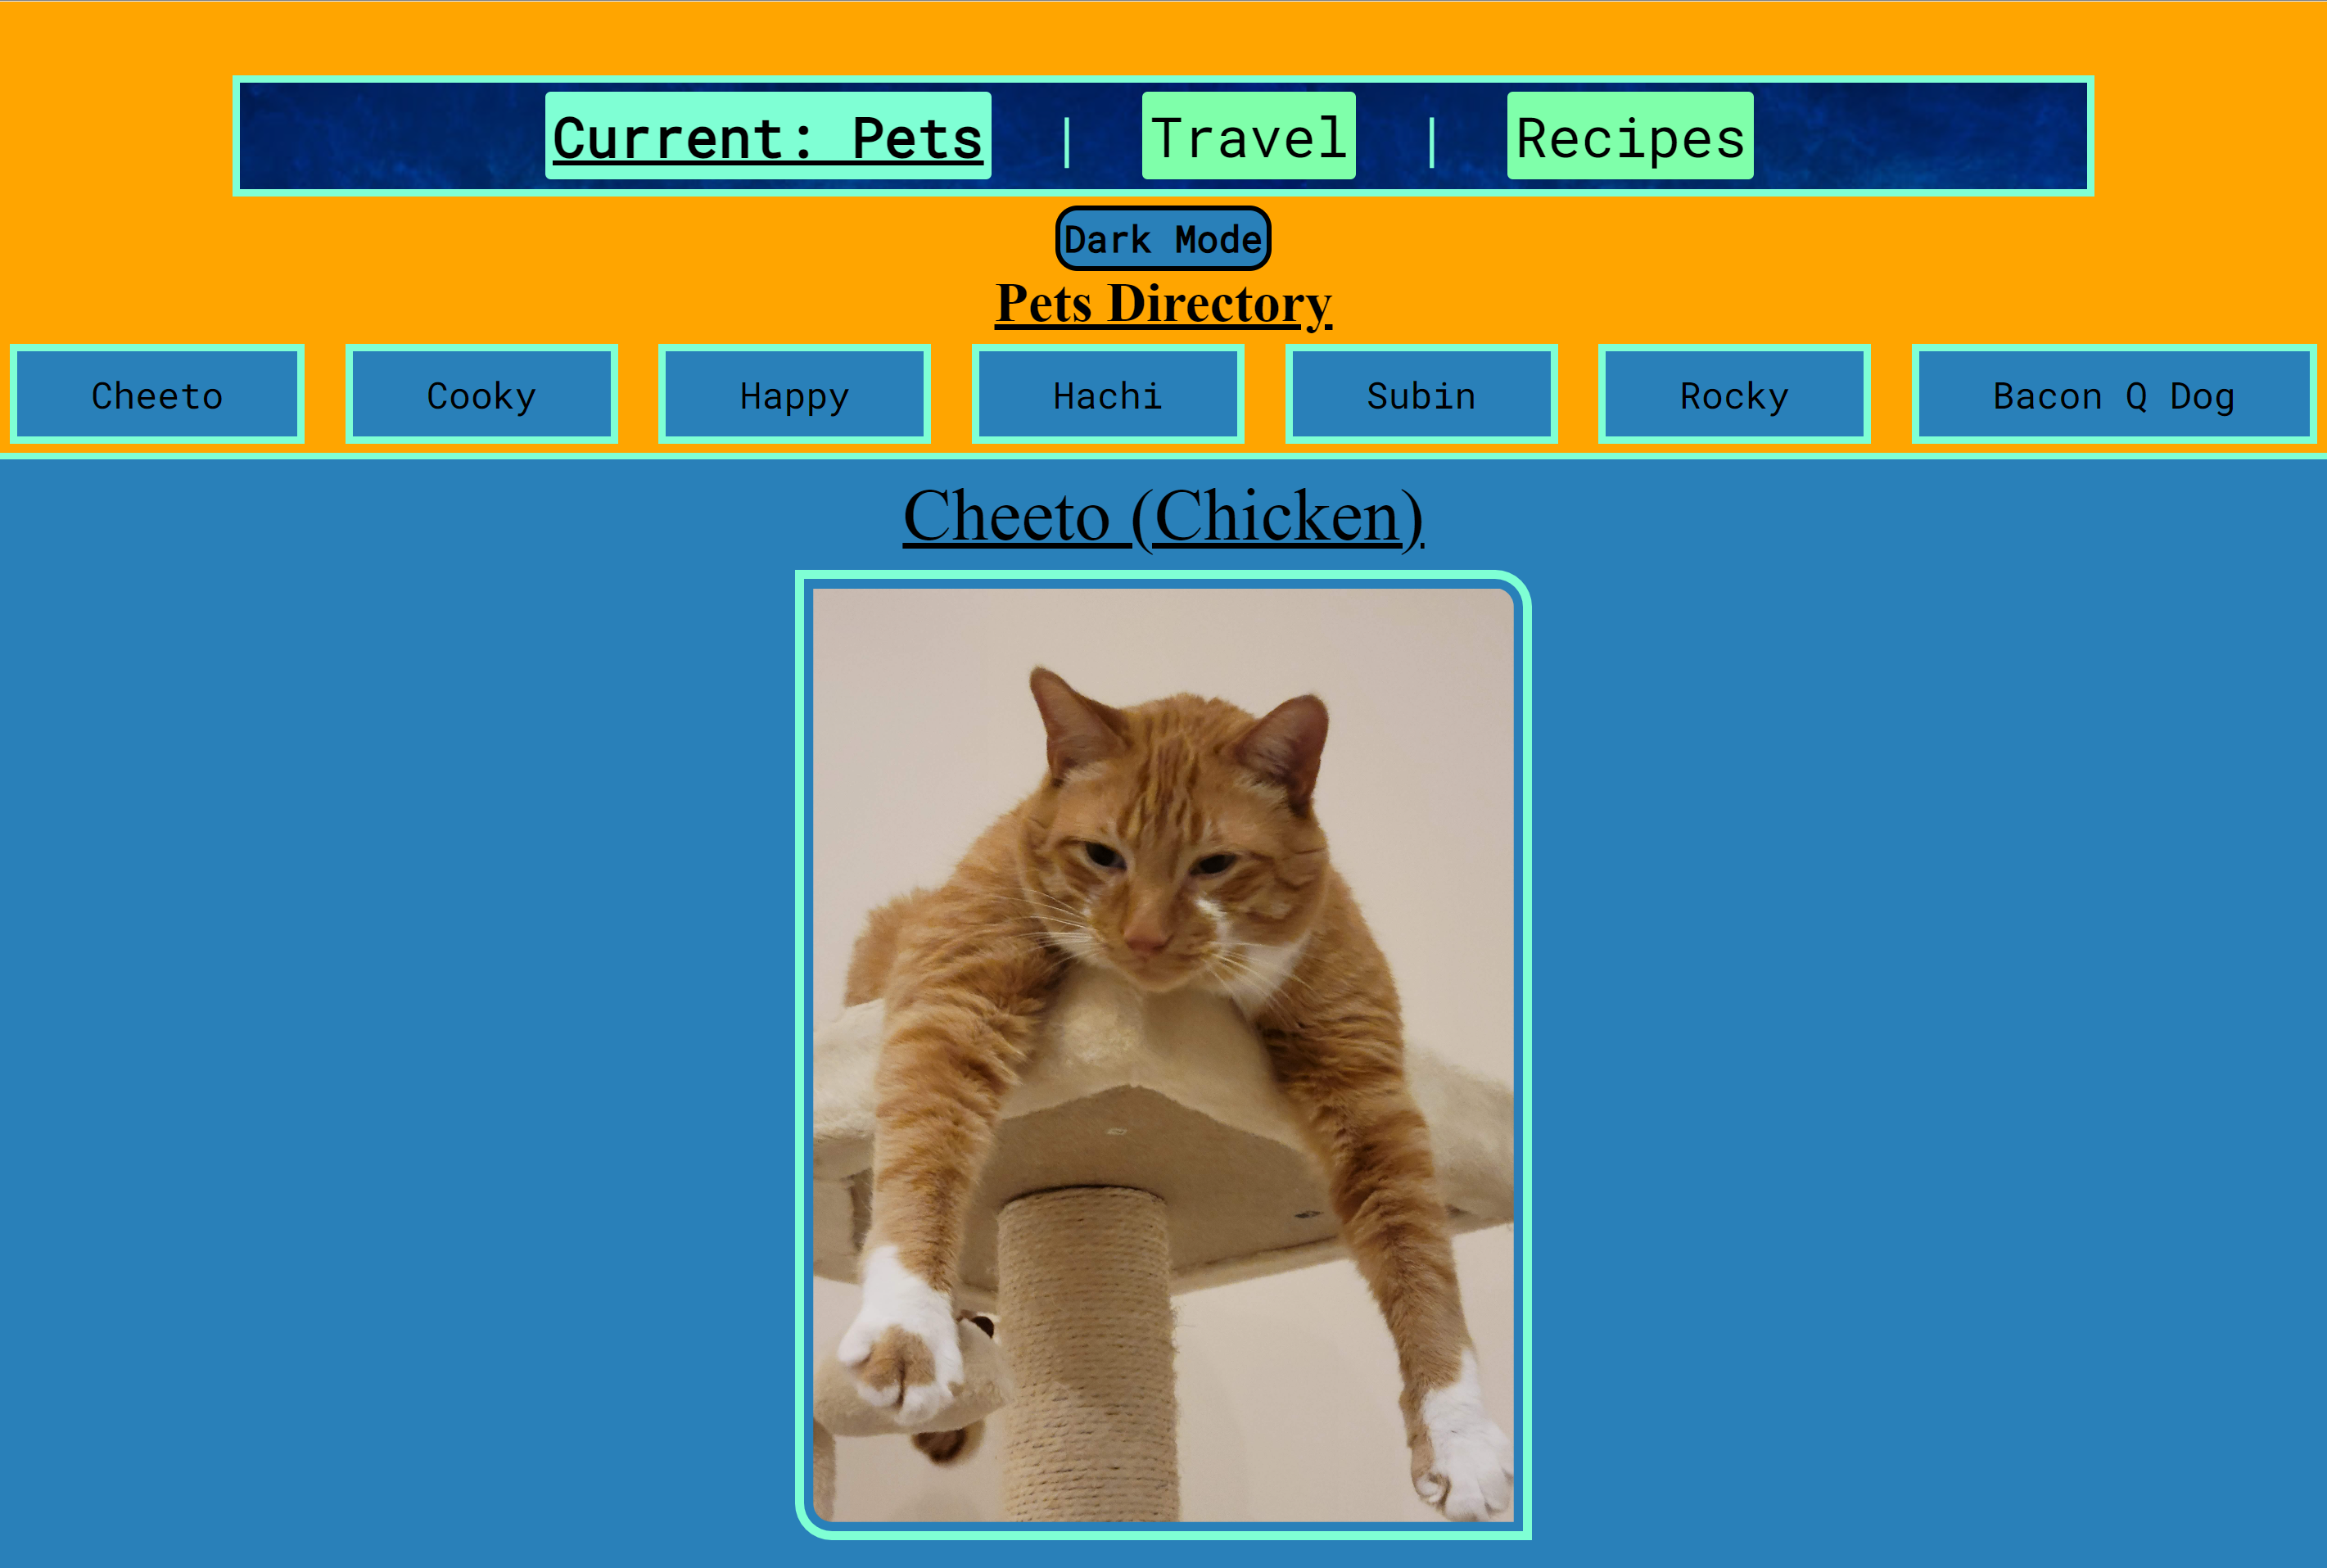 Current: Pets | Travel | Recipes
Dark Mode
Pets Directory
Cheeto Cooky Happy Hachi Subin Rocky Bacon Q Dog
Cheeto (Chicken)